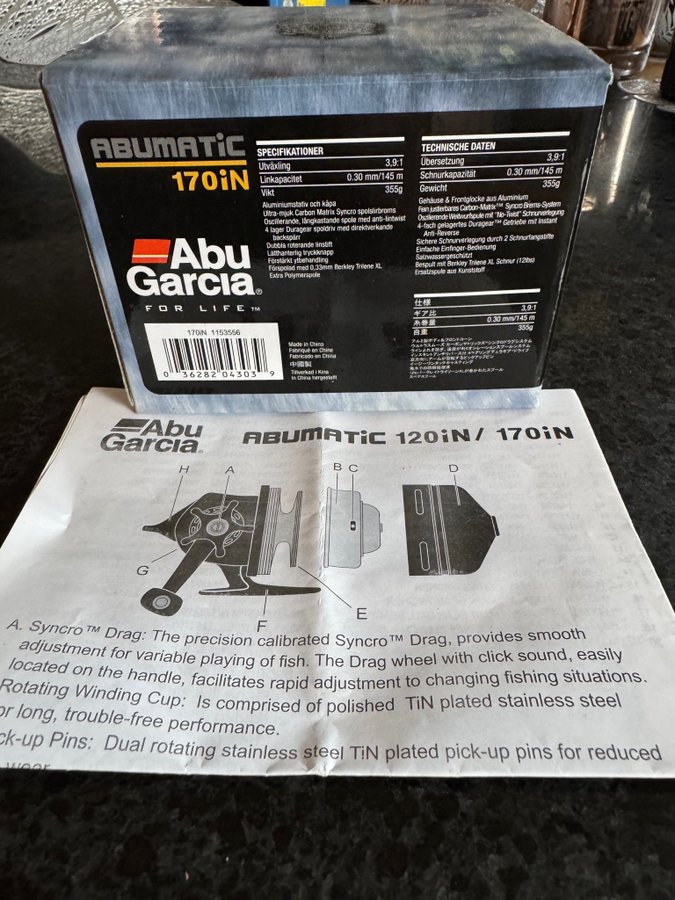 ABUMATIC
170iN
Abu
Garcia®
FOR LIFE™
170iN 1153556
0 36282 04303 9
SPECIFIKATIONER
Utväxling 3,9:1
Linkapacitet 0.30 mm/145 m
Vikt 355g
Aluminiumstativ och kåpa
Ultra-mjuk Carbon Matrix Syncro spolslirbroms
Oscillerande, långkastande spole med anti-lintwist
4 lager Duragear spoldriv med direktverkande
backspärr
Dubbla roterande linstift
Lätthanterlig tryckknapp
Förstärkt ytbehandling
Förspolad med 0,33mm Berkley Trilene XL
Extra Polymerspole
Made in China
Fabriqué en Chine
Fabricado en China
中國製
Tillverkad i Kina
In China hergestellt
TECHNISCHE DATEN
Übersetzung 3,9:1
Schnurkapazität 0.30 mm/145 m
Gewicht 355g
Gehäuse & Frontglocke aus Aluminium
Fein justierbares Carbon-Matrix™ Syncro Brems-System
Oszillierende Weitwurfspule mit "No-Twist" Schnurverlegung
4-fach gelagertes Duragear™ Getriebe mit Instant
Anti-Reverse
Sichere Schnurverlegung durch 2 Schnurfangstifte
Einfache Einfinger-Bedienung
Salzwassergeschützt
Bespult mit Berkley Trilene XL Schnur (12lbs)
Ersatzspule aus Kunststoff
仕様
ギア比 3,9:1
糸巻量 0.30 mm/145 m
自重 355g
Abu
Garcia®
ABUMATIC 120iN/ 170iN
H A B C D
G F E
A. Syncro™ Drag: The precision calibrated Syncro™ Drag, provides smooth
adjustment for variable playing of fish. The Drag wheel with click sound, easily
located on the handle, facilitates rapid adjustment to changing fishing situations.
Rotating Winding Cup: Is comprised of polished TiN plated stainless steel
or long, trouble-free performance.
ck-up Pins: Dual rotating stainless steel TiN plated pick-up pins for reduced
wear